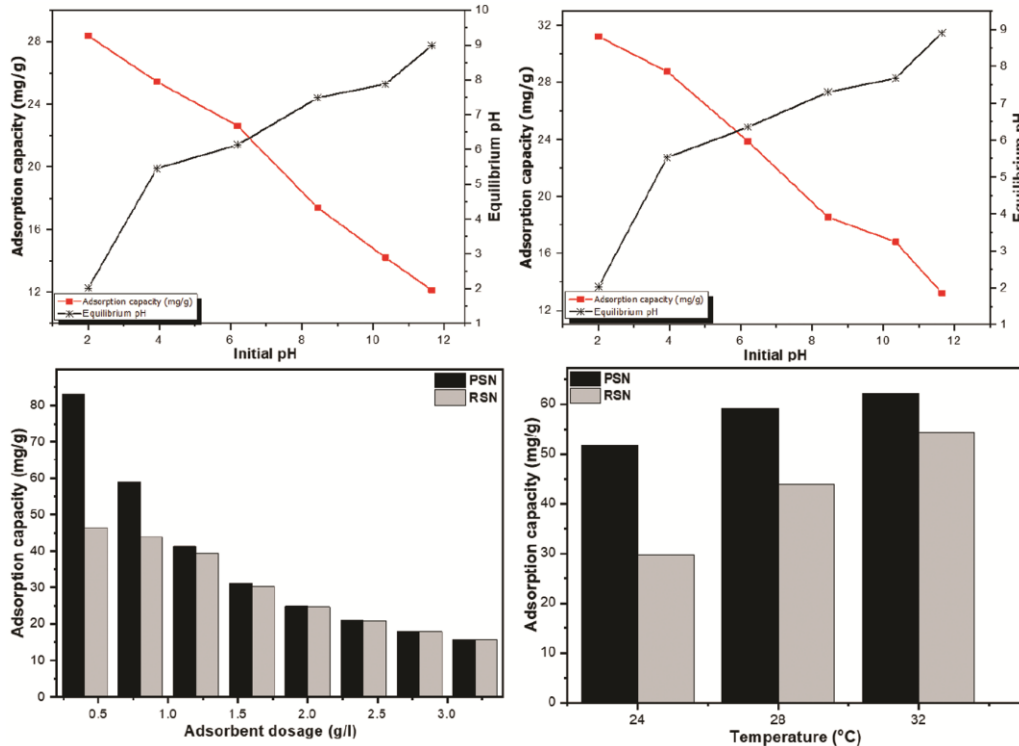 Adsorption capacity (mg/g)
28
24
20
16
12
10
9
8
7
6
5
4
3
2
1
Equilibrium pH
Adsorption capacity (mg/g)
Equilibrium pH
2 4 6 8 10 12
Initial pH
Adsorption capacity (mg/g)
32
28
24
20
16
12
9
8
7
6
5
4
3
2
1
Equilibrium pH
Adsorption capacity (mg/g)
Equilibrium pH
2 4 6 8 10 12
Initial pH
Adsorption capacity (mg/g)
80
70
60
50
40
30
20
10
0
PSN
RSN
0.5 1.0 1.5 2.0 2.5 3.0
Adsorbent dosage (g/l)
Adsorption capacity (mg/g)
60
50
40
30
20
10
0
PSN
RSN
24 28 32
Temperature (°C)